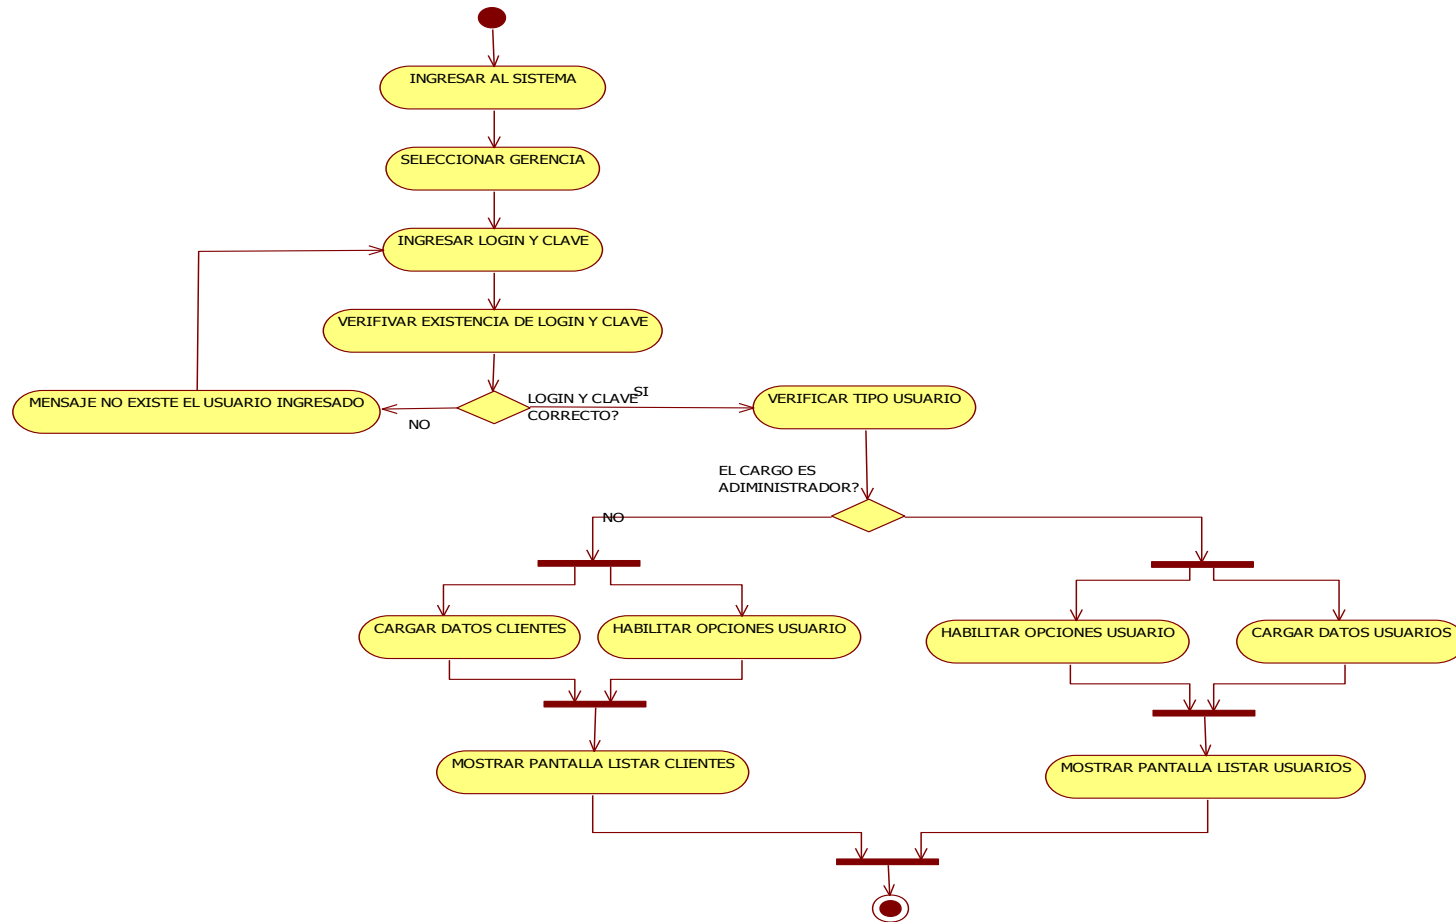 INGRESAR AL SISTEMA
SELECCIONAR GERENCIA
INGRESAR LOGIN Y CLAVE
VERIFIVAR EXISTENCIA DE LOGIN Y CLAVE
MENSAJE NO EXISTE EL USUARIO INGRESADO
NO
LOGIN Y CLAVE
CORRECTO?
SI
VERIFICAR TIPO USUARIO
EL CARGO ES
ADIMINISTRADOR?
NO
CARGAR DATOS CLIENTES
HABILITAR OPCIONES USUARIO
HABILITAR OPCIONES USUARIO
CARGAR DATOS USUARIOS
MOSTRAR PANTALLA LISTAR CLIENTES
MOSTRAR PANTALLA LISTAR USUARIOS